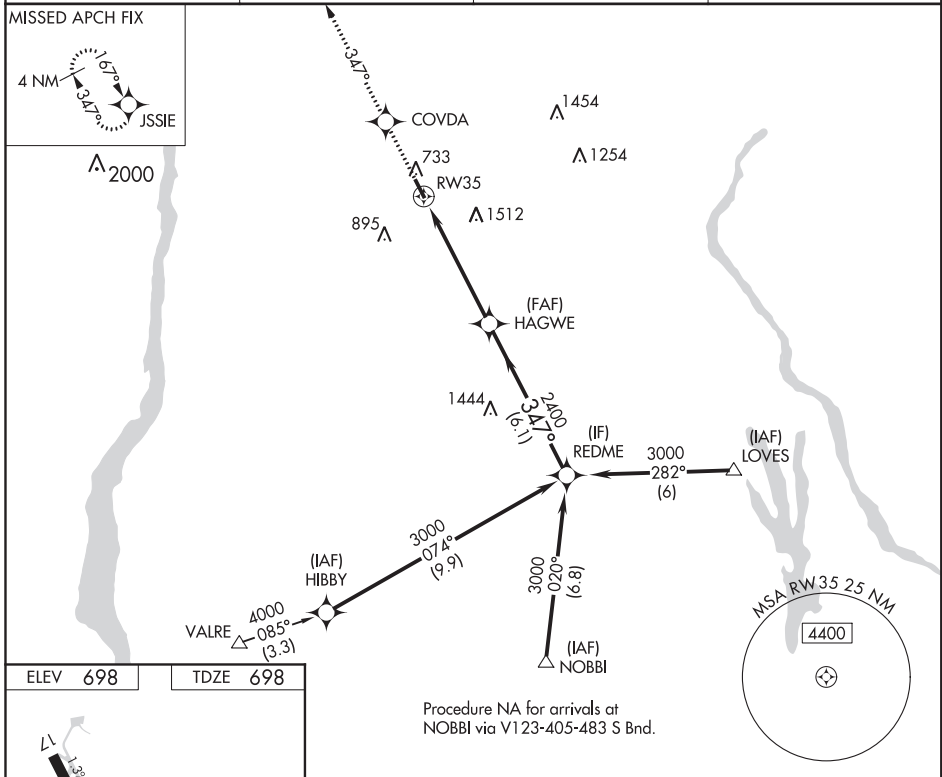 MISSED APCH FIX
4 NM
167°
347°
JSSIE
2000
347°
COVDA
733
RW35
1454
1254
895
1512
(FAF)
HAGWE
1444
2400
347°
(6.1)
(IF)
REDME
3000
282°
(6)
(IAF)
LOVES
3000
074°
(9.9)
(IAF)
HIBBY
VALRE
4000
085°
(3.3)
3000
020°
(6.8)
(IAF)
NOBBI
MSA RW35 25 NM
4400
Procedure NA for arrivals at
NOBBI via V123-405-483 S Bnd.
ELEV 698
TDZE 698
17
1.3%